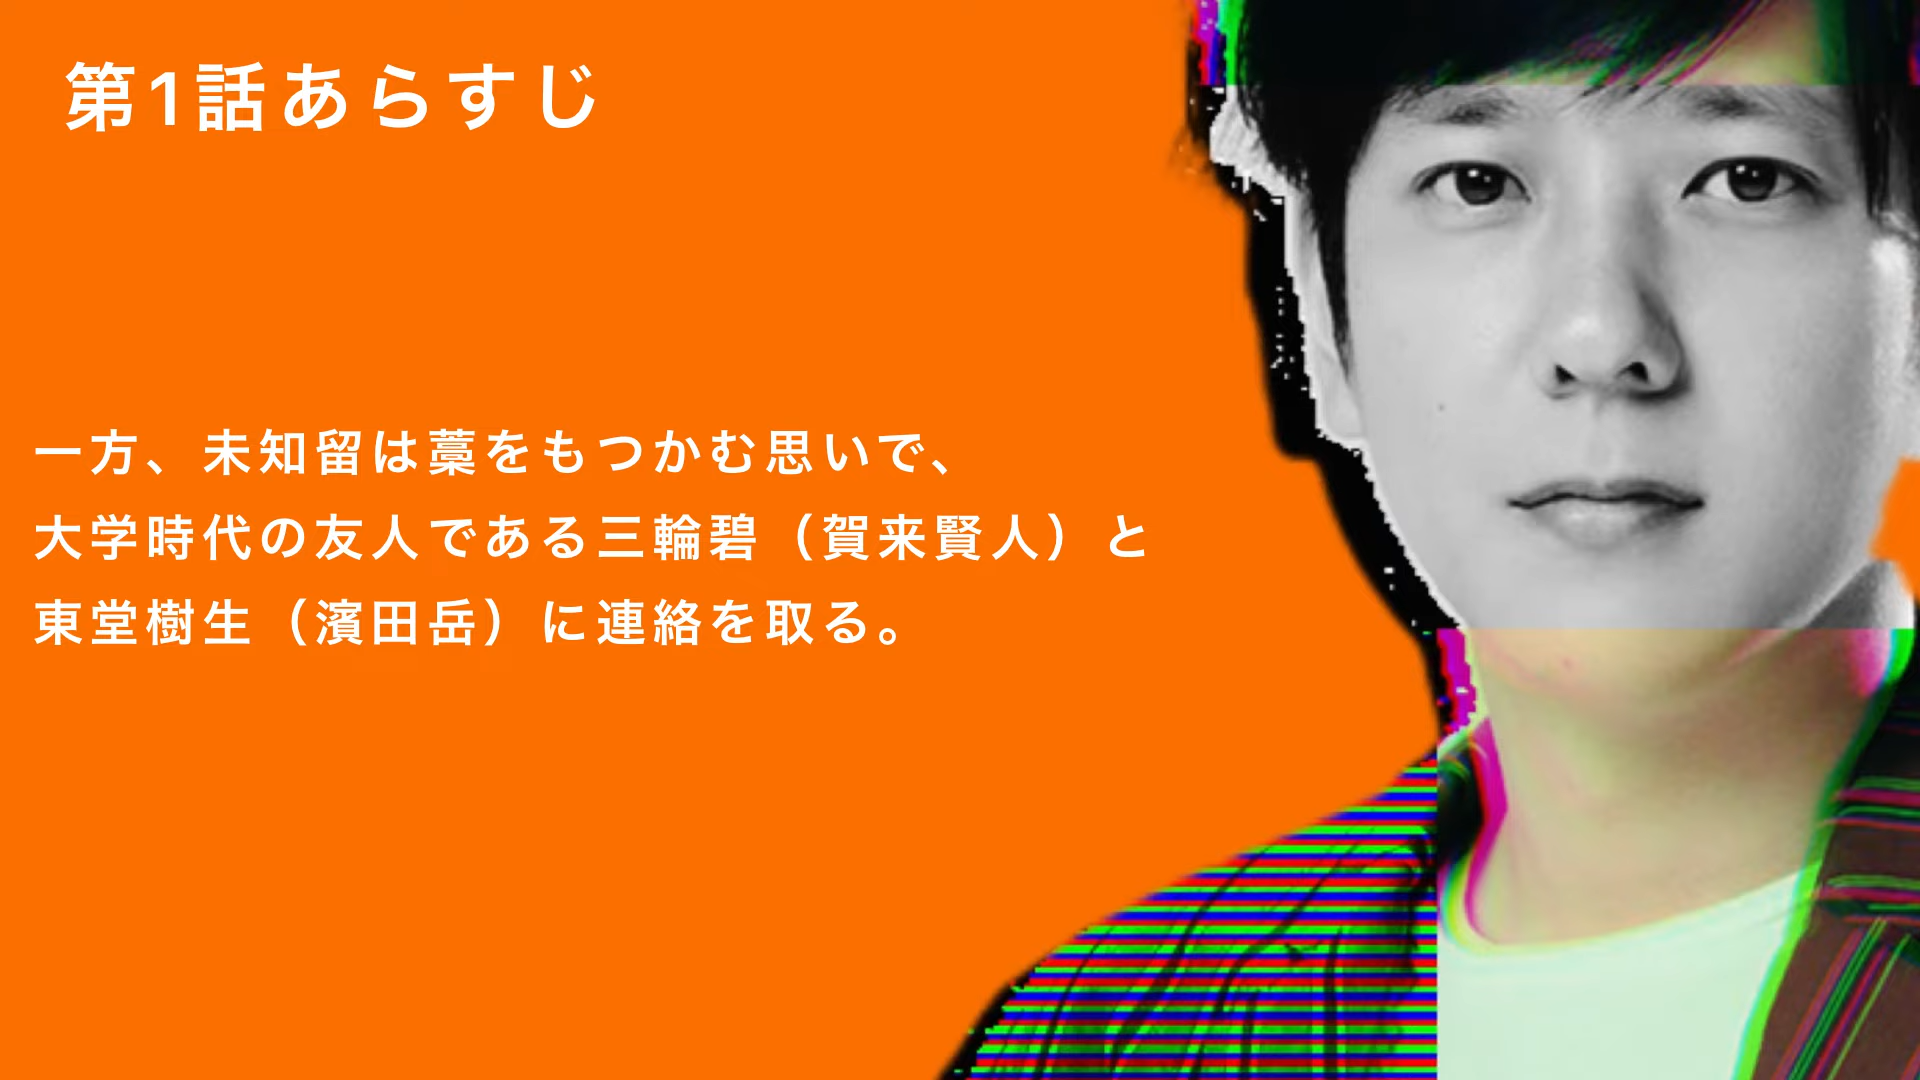 第1話あらすじ
一方、未知留は藁をもつかむ思いで、
大学時代の友人である三輪碧（賀来賢人）と
東堂樹生（濱田岳）に連絡を取る。